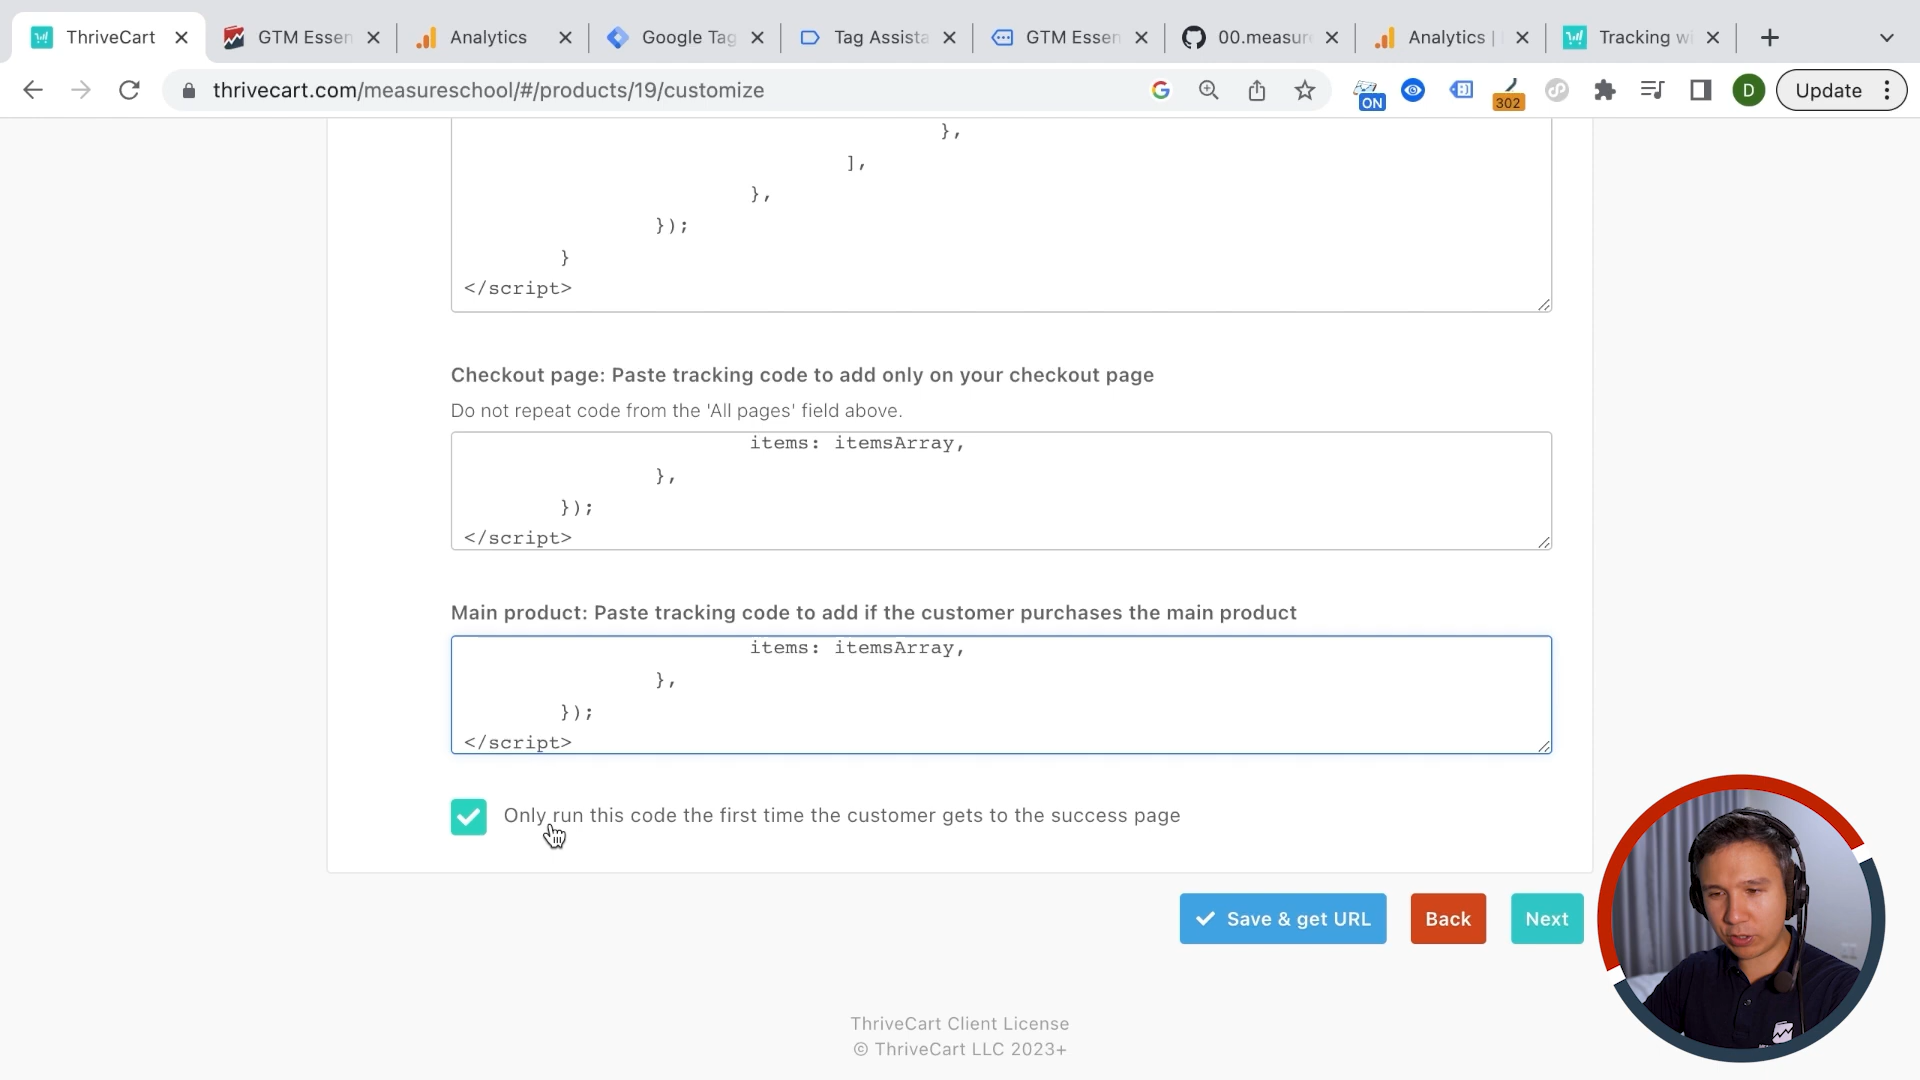 ThriveCart
GTM Essen
Analytics
Google Tag
Tag Assista
GTM Essen
00.measur
Analytics |
Tracking wi
thrivecart.com/measureschool/#/products/19/customize
ON
302
D
Update
},
],
},
});
}
</script>
Checkout page: Paste tracking code to add only on your checkout page
Do not repeat code from the 'All pages' field above.
items: itemsArray,
},
});
</script>
Main product: Paste tracking code to add if the customer purchases the main product
items: itemsArray,
},
});
</script>
Only run this code the first time the customer gets to the success page
Save & get URL
Back
Next
ThriveCart Client License
© ThriveCart LLC 2023+